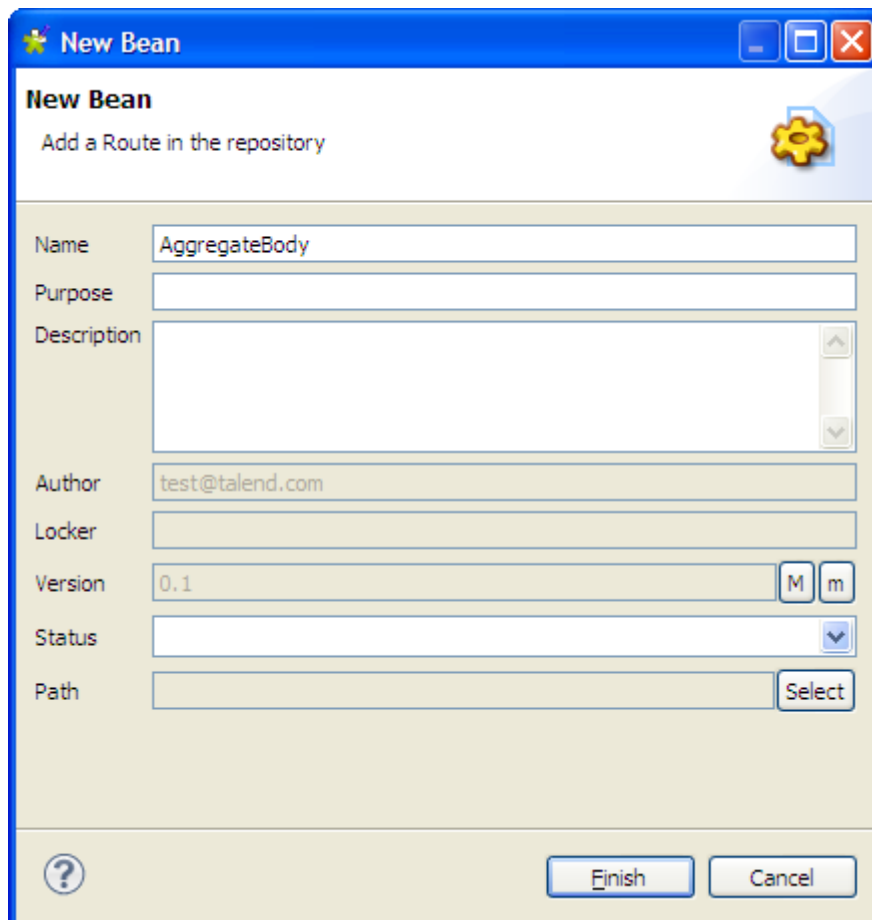 New Bean
New Bean
Add a Route in the repository
Name AggregateBody
Purpose
Description
Author test@talend.com
Locker
Version 0.1 M m
Status
Path Select
? Finish Cancel